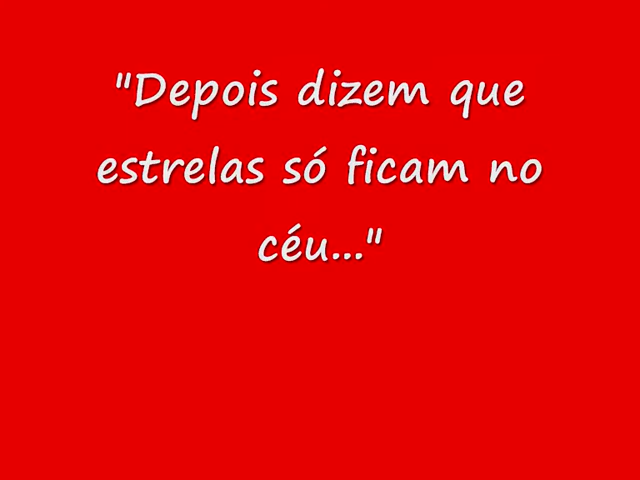 "Depois dizem que
estrelas só ficam no
céu..."